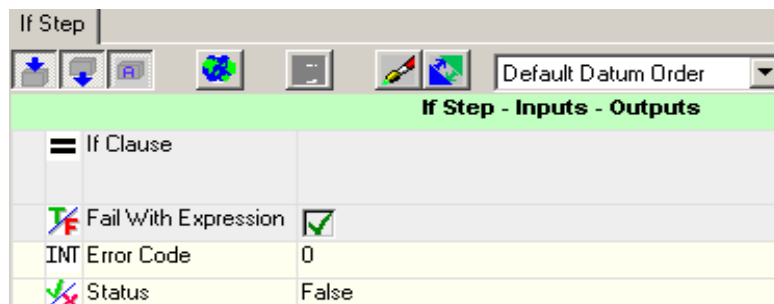 If Step
A
Default Datum Order
If Step - Inputs - Outputs
If Clause
T/F Fail With Expression
INT Error Code 0
Status False